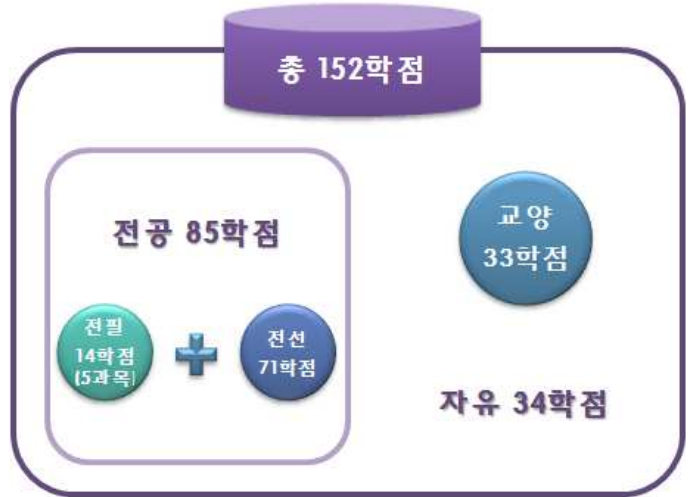 총 152학점
전공 85학점
전필
14학점
(5과목)
전선
71학점
교양
33학점
자유 34학점